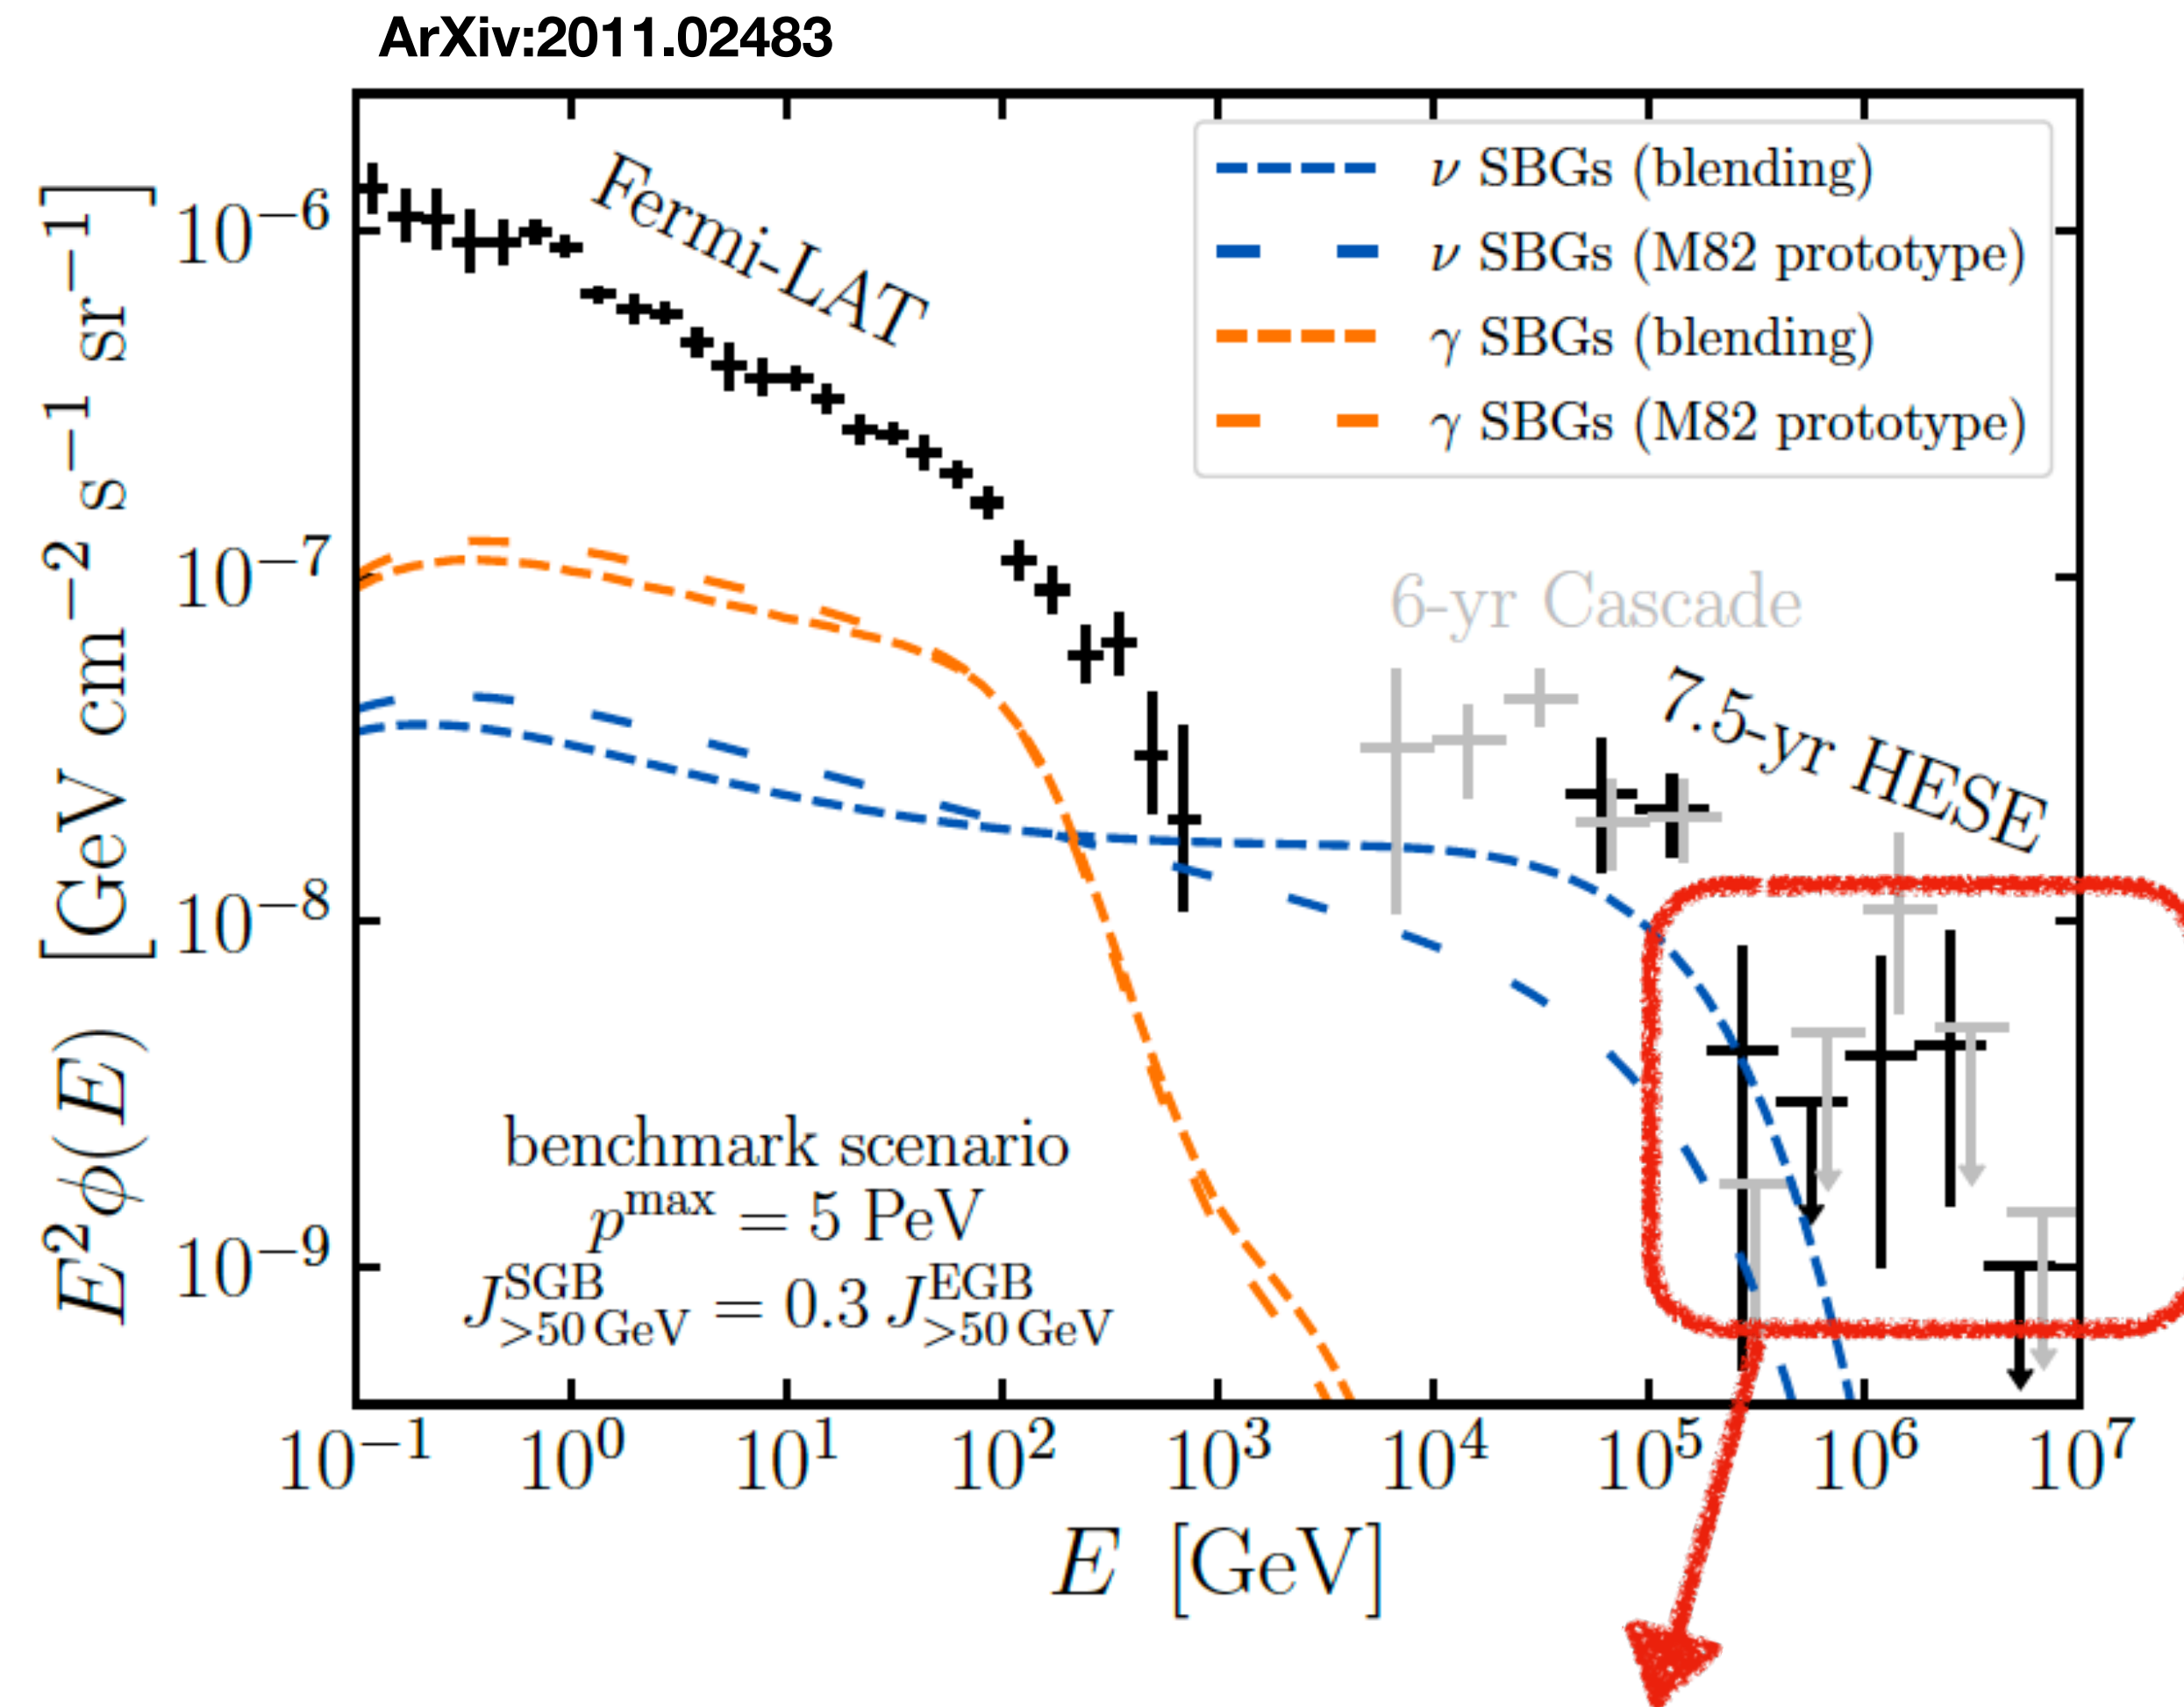 ArXiv:2011.02483
E²ϕ(E) [GeV cm⁻² s⁻¹ sr⁻¹]
10⁻⁶
10⁻⁷
10⁻⁸
10⁻⁹
Fermi-LAT
ν SBGs (blending)
ν SBGs (M82 prototype)
γ SBGs (blending)
γ SBGs (M82 prototype)
6-yr Cascade
7.5-yr HESE
benchmark scenario
p^max = 5 PeV
J^SGB_>50 GeV = 0.3 J^EGB_>50 GeV
10⁻¹ 10⁰ 10¹ 10² 10³ 10⁴ 10⁵ 10⁶ 10⁷
E [GeV]